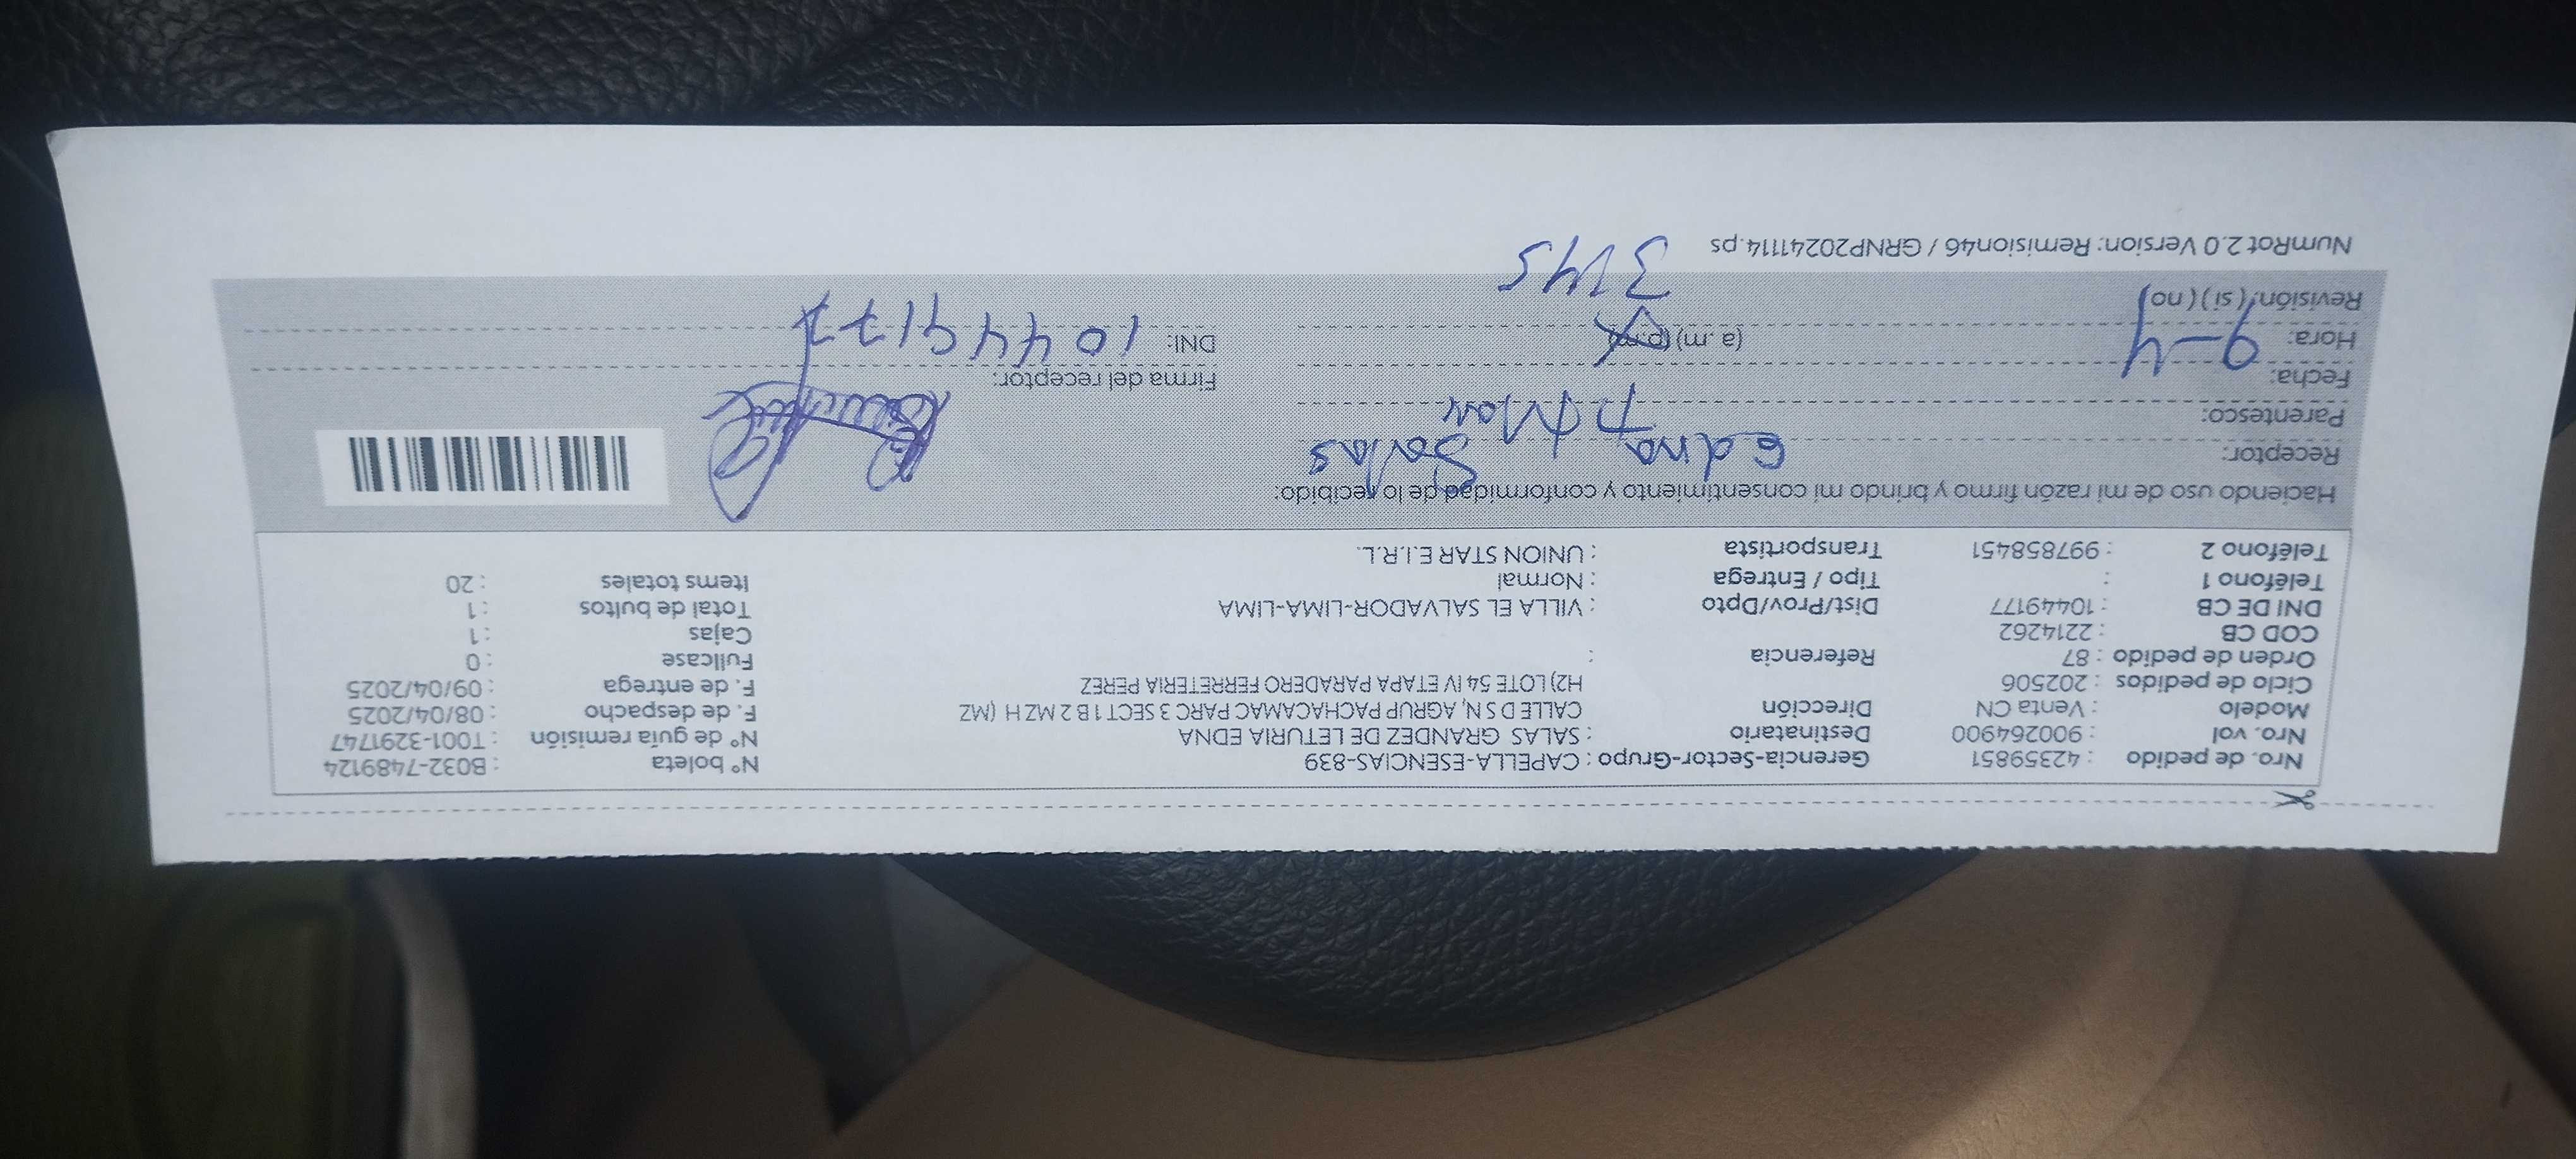 Nro. de pedido : 42359851 Gerencia-Sector-Grupo : CAPELLA-ESENCIAS-839 N° boleta : B032-7489124
Nro. vol : 900264900 Destinatario : SALAS GRANDEZ DE LETURIA EDNA N° de guía remisión : T001-3291747
Modelo : Venta CN Dirección CALLE D S N, AGRUP PACHACAMAC PARC 3 SECT 1 B 2 MZ H (MZ F. de despacho : 08/04/2025
Ciclo de pedidos : 202506 H2) LOTE 54 IV ETAPA PARADERO FERRETERIA PEREZ F. de entrega : 09/04/2025
Orden de pedido : 87 Referencia : Fullcase : 0
COD CB : 2214262 Cajas : 1
DNI DE CB : 10449177 Dist/Prov/Dpto : VILLA EL SALVADOR-LIMA-LIMA Total de bultos : 1
Teléfono 1 : Tipo / Entrega : Normal Items totales : 20
Teléfono 2 : 997858451 Transportista : UNION STAR E.I.R.L.
Haciendo uso de mi razón firmo y brindo mi consentimiento y conformidad de lo recibido:
Receptor: Edna Salas
Parentesco:
Fecha: 9-4 Firma del receptor:
Hora: (a.m) (p.m) DNI: 10449177
Revisión: (si) (no) 3145
NumRot 2.0 Version: Remision46 / GRNP20241114.ps